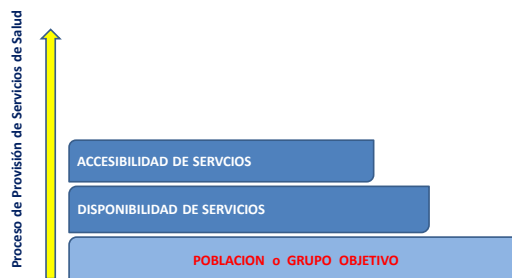 Proceso de Provisión de Servicios de Salud
ACCESIBILIDAD DE SERVCIOS
DISPONIBILIDAD DE SERVICIOS
POBLACION o GRUPO OBJETIVO